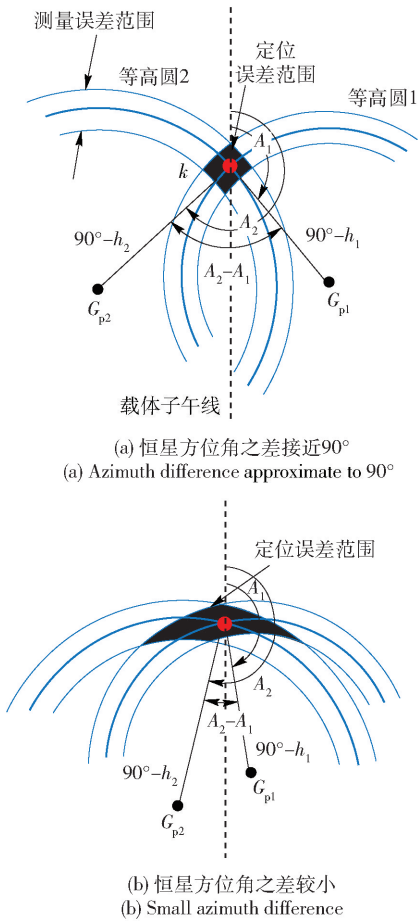 测量误差范围
定位
误差范围
等高圆2
等高圆1
A₁
k
A₂
90°−h₂
90°−h₁
A₂−A₁
Gp2
Gp1
载体子午线
(a) 恒星方位角之差接近90°
(a) Azimuth difference approximate to 90°
定位误差范围
A₁
A₂
A₂−A₁
90°−h₂
90°−h₁
Gp1
Gp2
(b) 恒星方位角之差较小
(b) Small azimuth difference